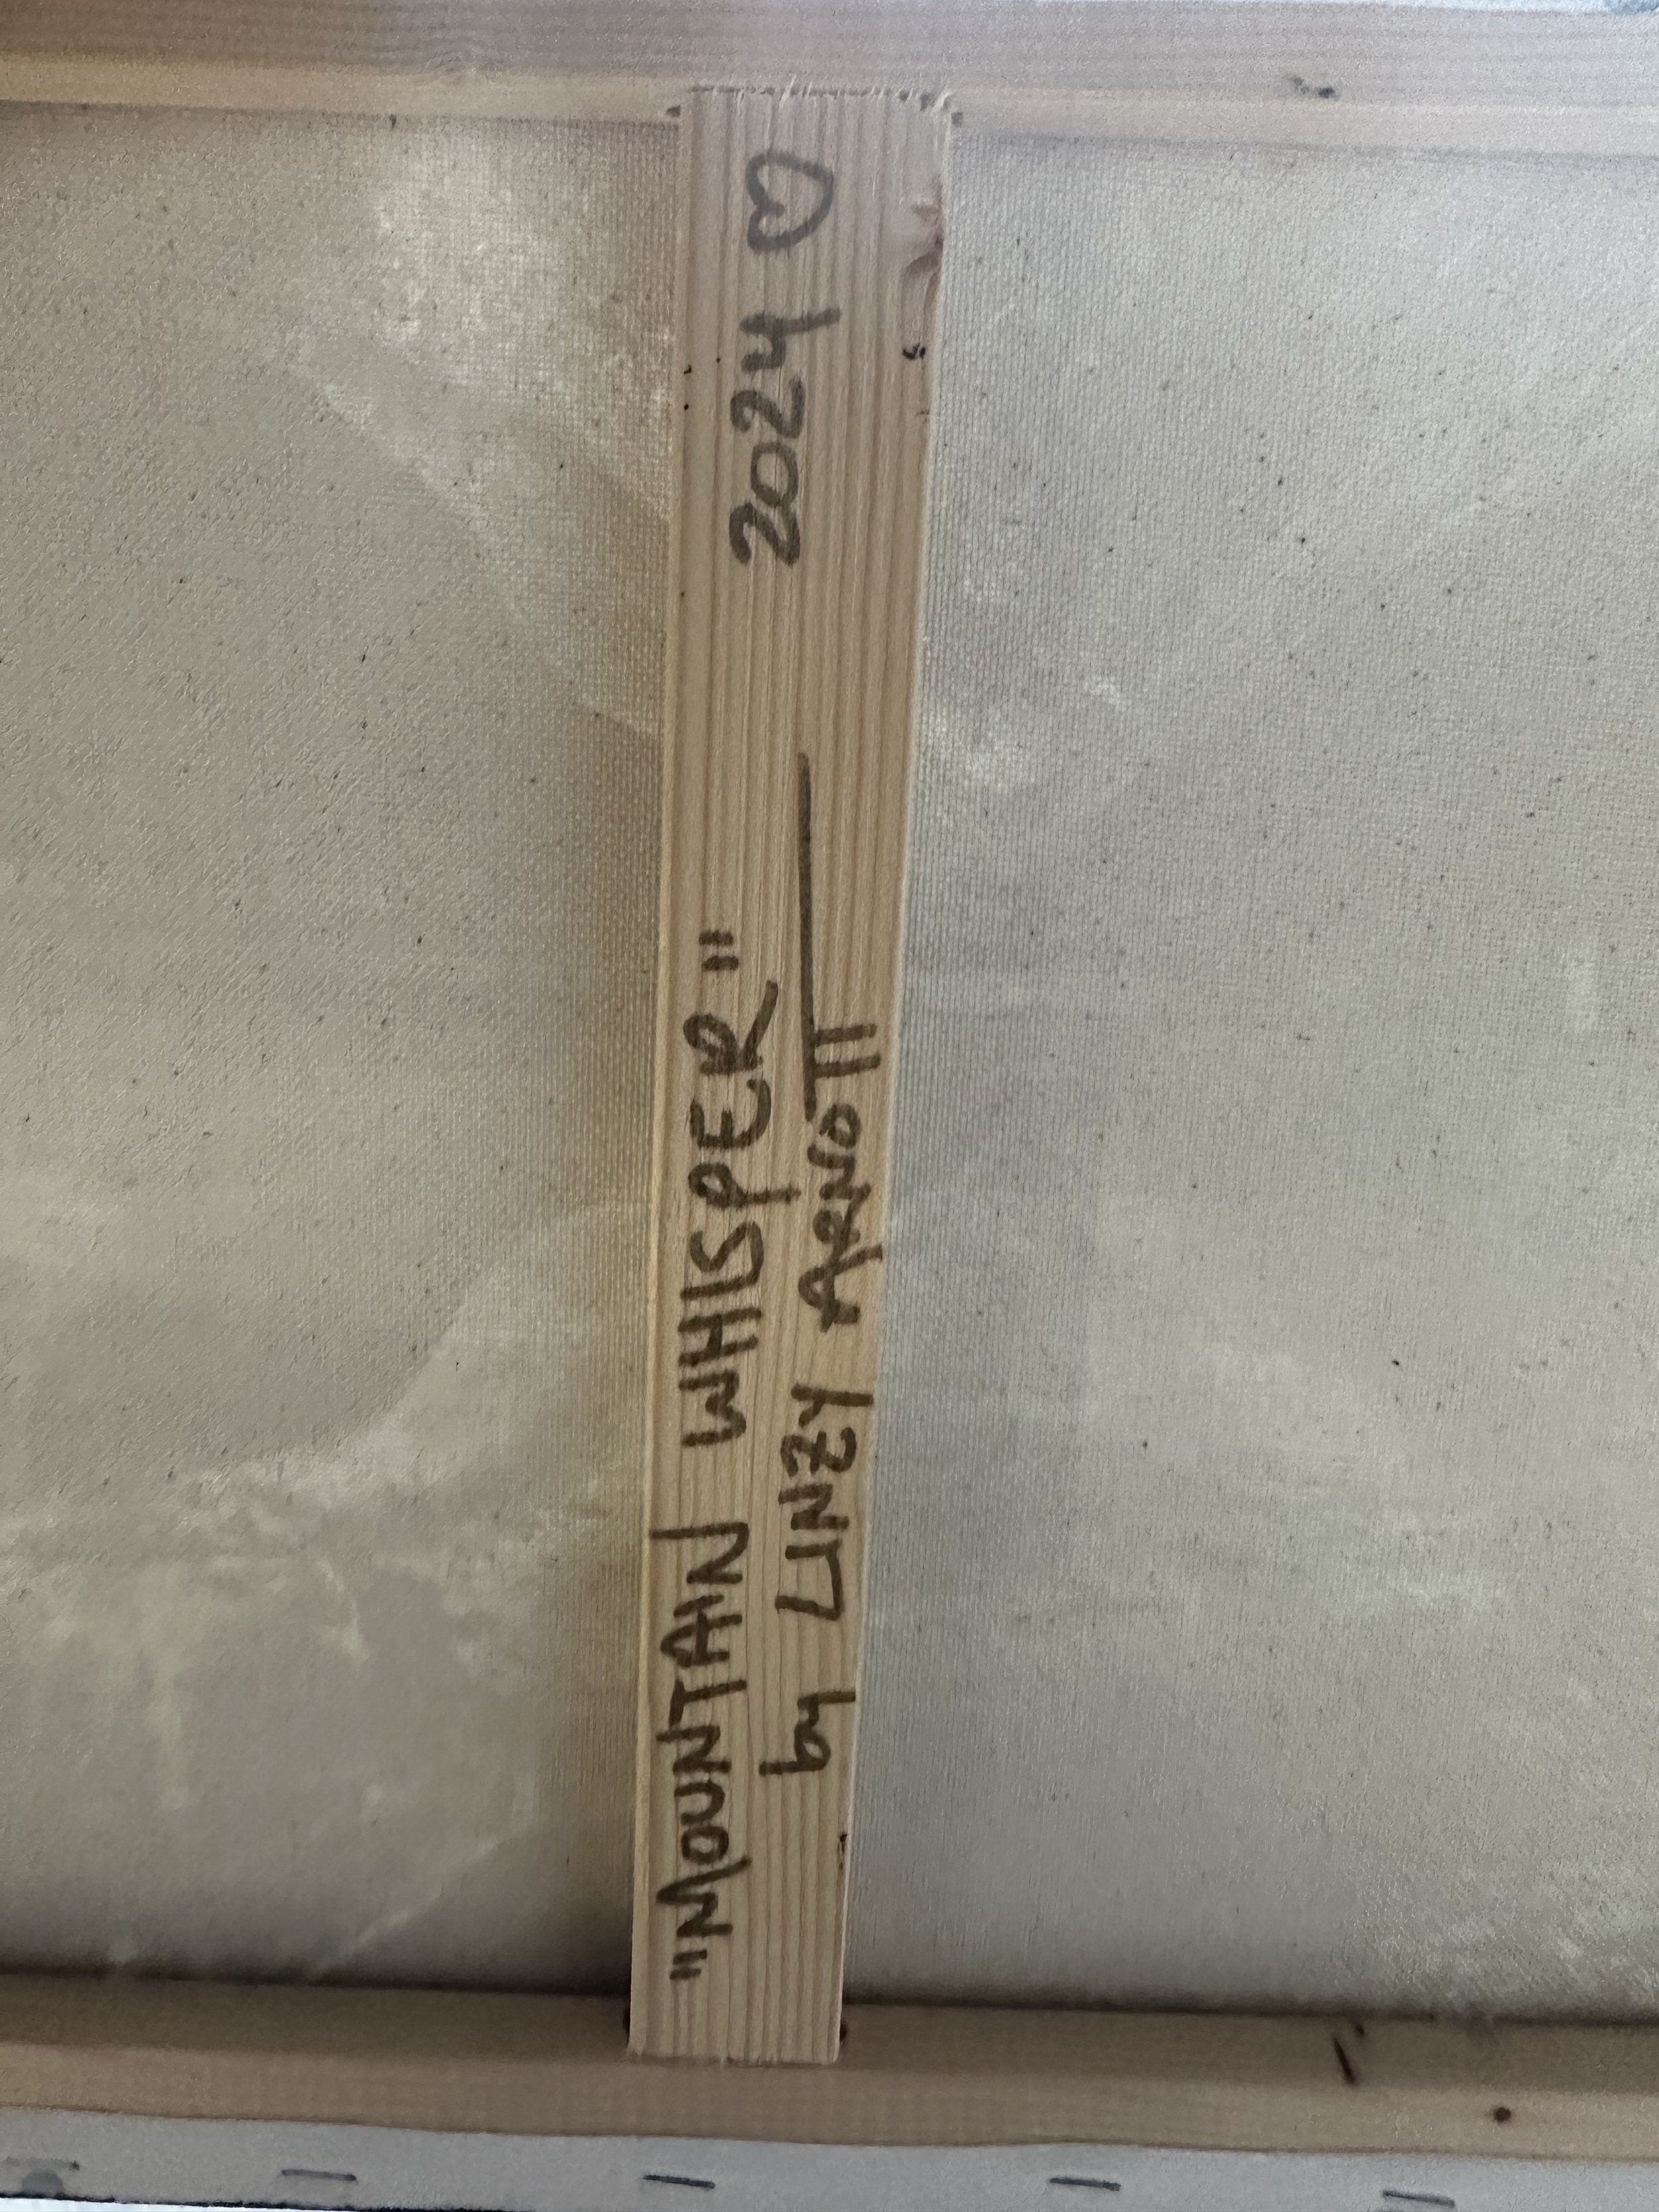 "MOUNTAIN WHISPER" 2024 ♡
by LINZY ARNOTT